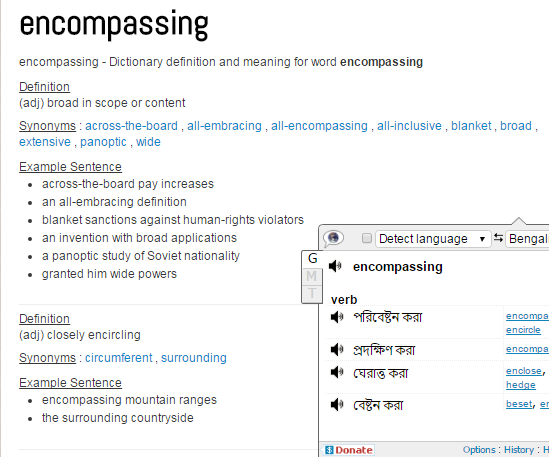 encompassing
encompassing - Dictionary definition and meaning for word encompassing
Definition
(adj) broad in scope or content
Synonyms : across-the-board , all-embracing , all-encompassing , all-inclusive , blanket , broad ,
extensive , panoptic , wide
Example Sentence
across-the-board pay increases
an all-embracing definition
blanket sanctions against human-rights violators
an invention with broad applications
a panoptic study of Soviet nationality
granted him wide powers
Definition
(adj) closely encircling
Synonyms : circumferent , surrounding
Example Sentence
encompassing mountain ranges
the surrounding countryside
Detect language Bengali
G
M
T
encompassing
verb
পরিবেষ্টন করা encompa
encircle
প্রদক্ষিণ করা encompa
ঘেরাত্ত করা enclose,
hedge
বেষ্টন করা beset, en
Donate Options : History : H